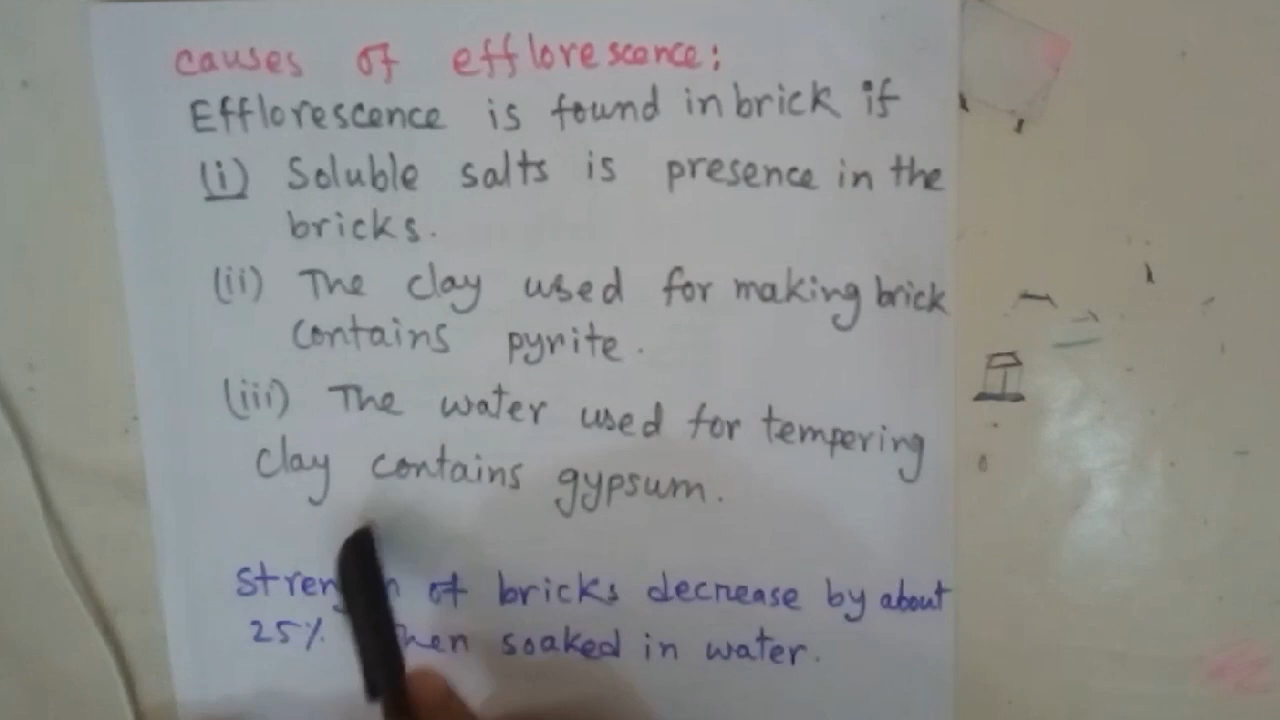 causes of efflorescence:
Efflorescence is found in brick if
(i) Soluble salts is presence in the
bricks.
(ii) The clay used for making brick
contains pyrite.
(iii) The water used for tempering
clay contains gypsum.
of bricks decrease by about
25% soaked in water.